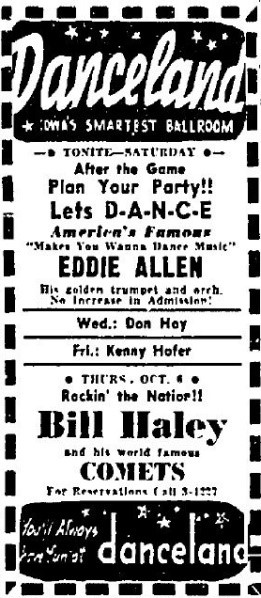 Danceland
IOWA'S SMARTEST BALLROOM
TONITE—SATURDAY
After the Game
Plan Your Party!!
Lets D-A-N-C-E
America's Famous
"Makes You Wanna Dance Music"
EDDIE ALLEN
His golden trumpet and orch.
No Increase in Admission!
Wed.: Don Hoy
Fri.: Kenny Hofer
THURS. OCT. 6
Rockin' the Nation!!
Bill Haley
and his world famous
COMETS
For Reservations Call 3-1227
You'll Always
Have Fun at
danceland